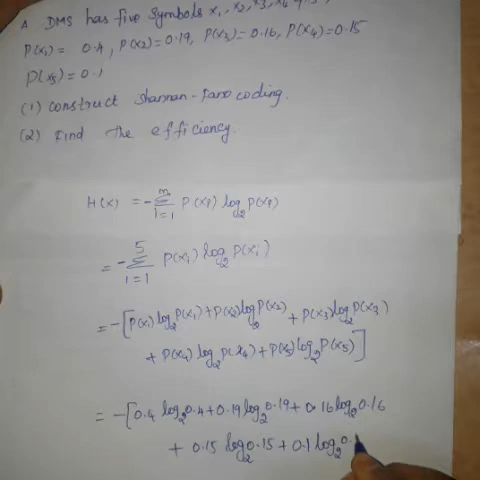 A DMS has five symbols x₁, x₂, x₃, x₄
P(x₁) = 0.4, P(x₂) = 0.19, P(x₃) = 0.16, P(x₄) = 0.15
P(x₅) = 0.1
(1) construct Shannan-Fano coding.
(2) Find the efficiency.
H(x) = -∑_{i=1}^{m} P(xi) log₂ P(xi)
= -∑_{i=1}^{5} P(xi) log₂ P(xi)
= -[P(x₁) log₂ P(x₁) + P(x₂) log₂ P(x₂) + P(x₃) log₂ P(x₃)
+ P(x₄) log₂ P(x₄) + P(x₅) log₂ P(x₅)]
= -[0.4 log₂ 0.4 + 0.19 log₂ 0.19 + 0.16 log₂ 0.16
+ 0.15 log₂ 0.15 + 0.1 log₂ 0.1